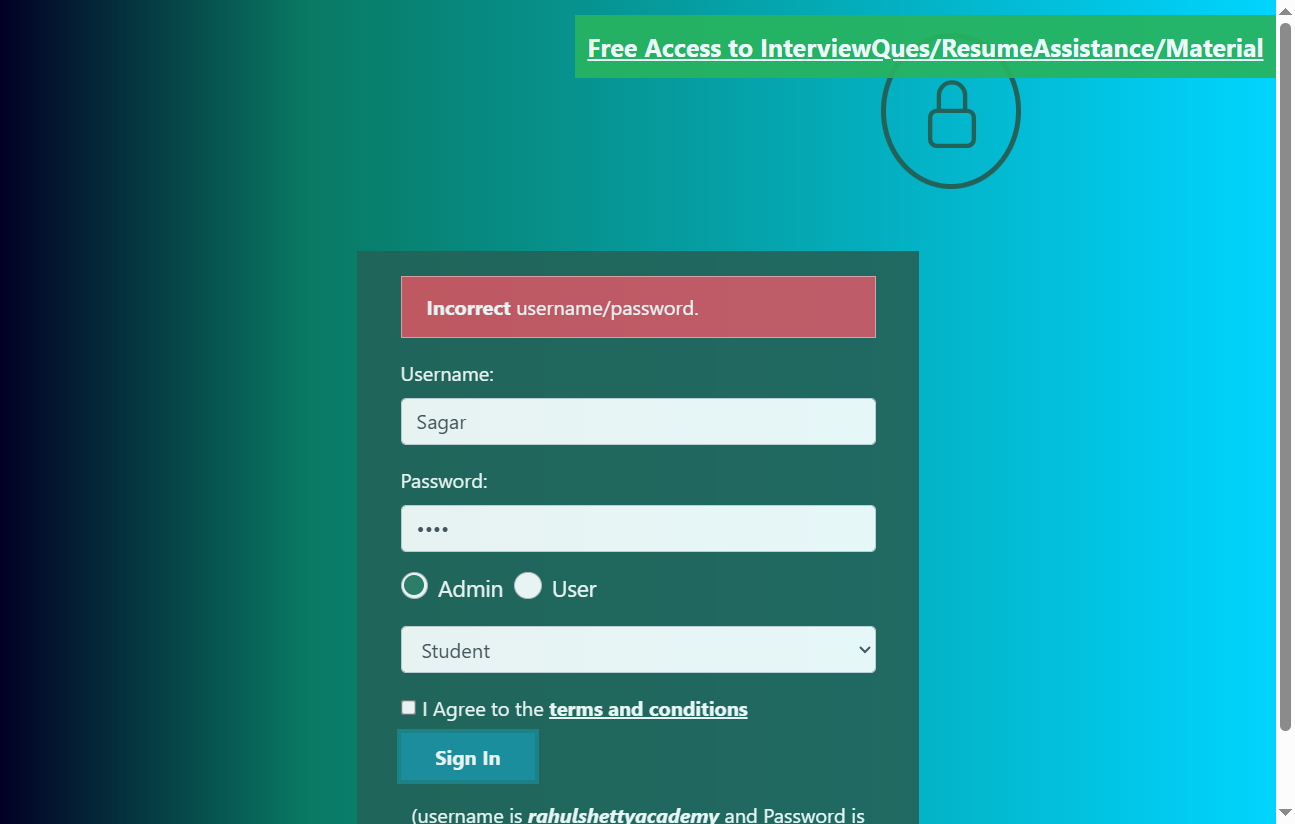 Free Access to InterviewQues/ResumeAssistance/Material
Incorrect username/password.
Username:
Sagar
Password:
••••
Admin User
Student
I Agree to the terms and conditions
Sign In
(username is rahulshettyacademy and Password is